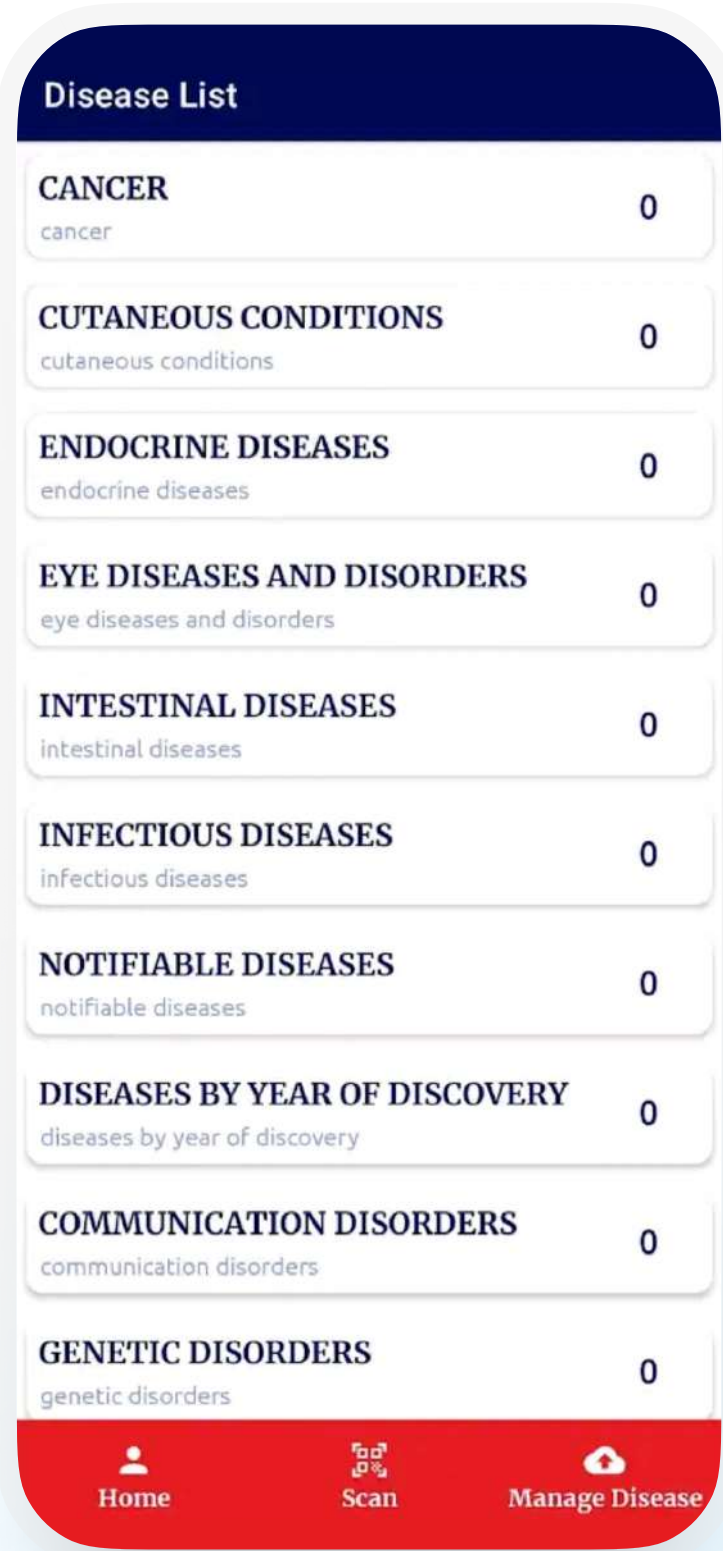 Disease List
CANCER
cancer
0
CUTANEOUS CONDITIONS
cutaneous conditions
0
ENDOCRINE DISEASES
endocrine diseases
0
EYE DISEASES AND DISORDERS
eye diseases and disorders
0
INTESTINAL DISEASES
intestinal diseases
0
INFECTIOUS DISEASES
infectious diseases
0
NOTIFIABLE DISEASES
notifiable diseases
0
DISEASES BY YEAR OF DISCOVERY
diseases by year of discovery
0
COMMUNICATION DISORDERS
communication disorders
0
GENETIC DISORDERS
genetic disorders
0
Home
Scan
Manage Disease